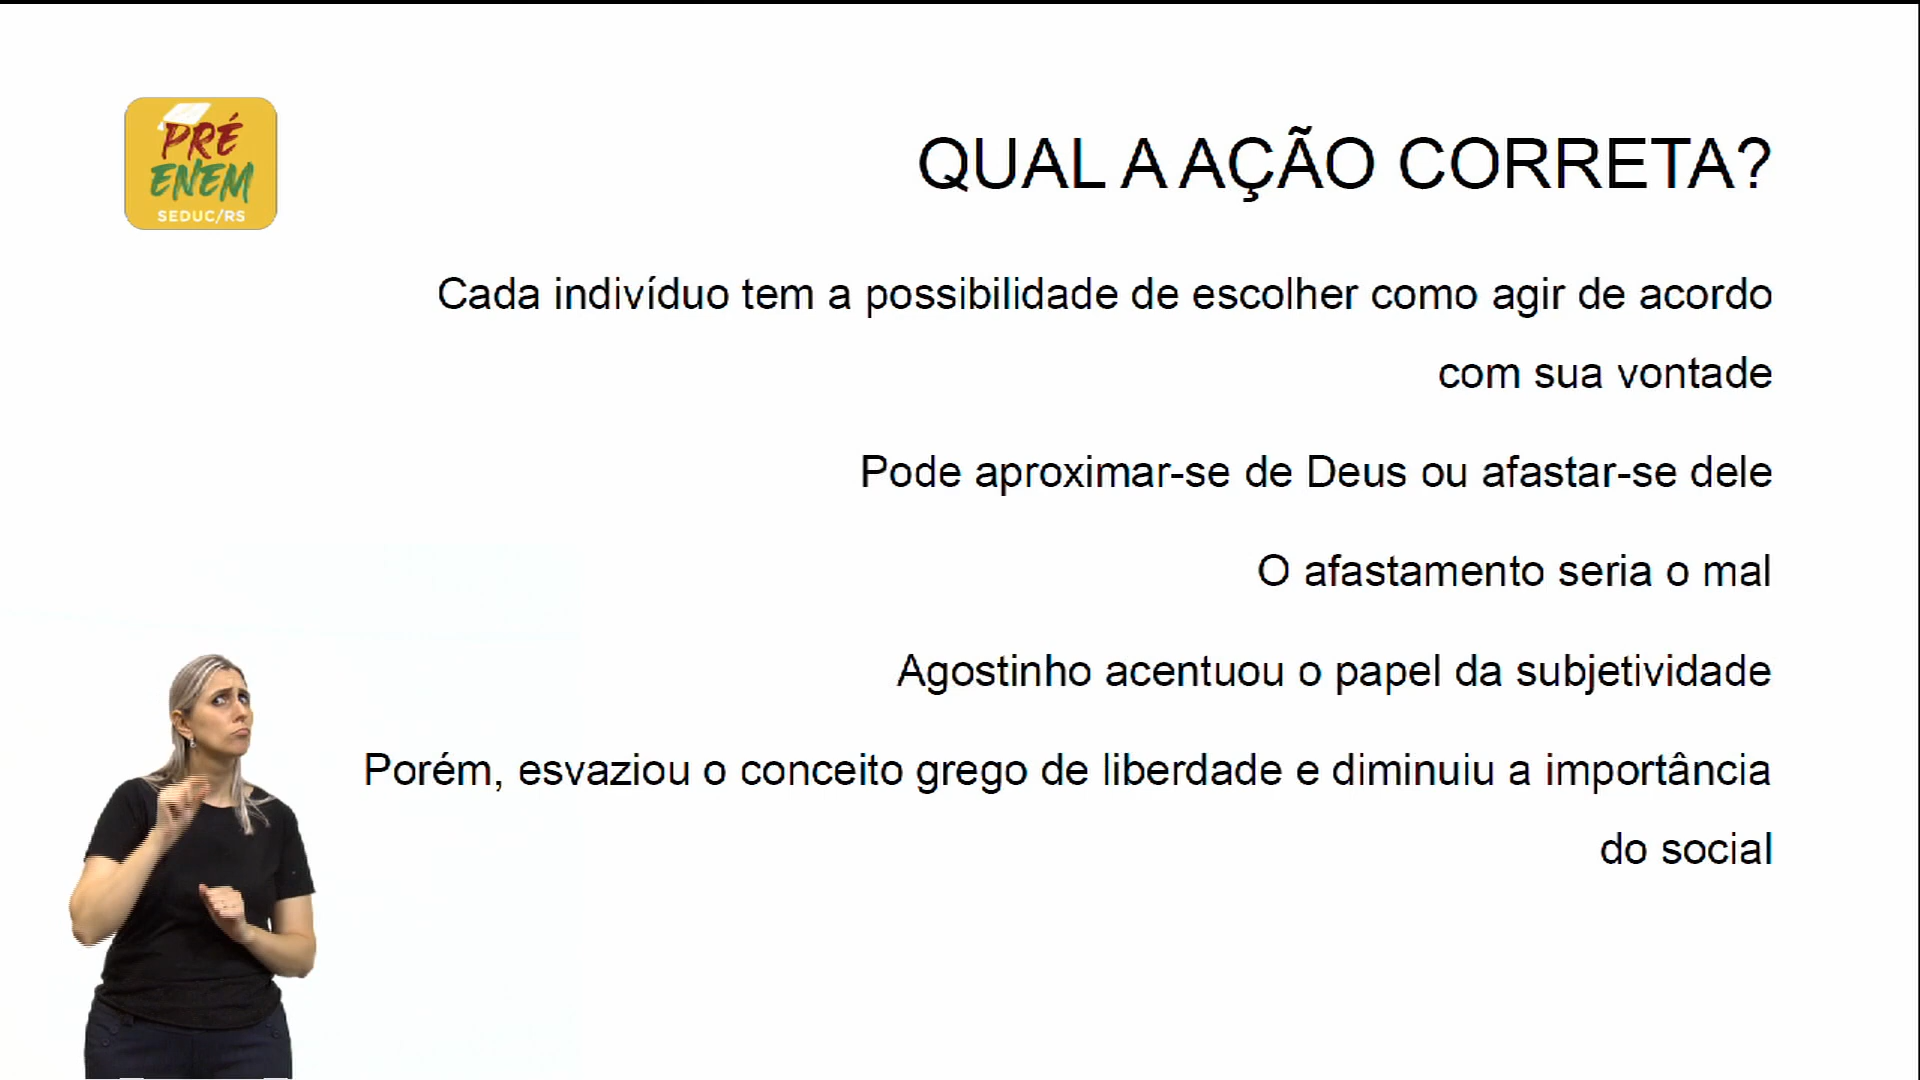 PRÉ
ENEM
SEDUC/RS
QUAL A AÇÃO CORRETA?
Cada indivíduo tem a possibilidade de escolher como agir de acordo
com sua vontade
Pode aproximar-se de Deus ou afastar-se dele
O afastamento seria o mal
Agostinho acentuou o papel da subjetividade
Porém, esvaziou o conceito grego de liberdade e diminuiu a importância
do social